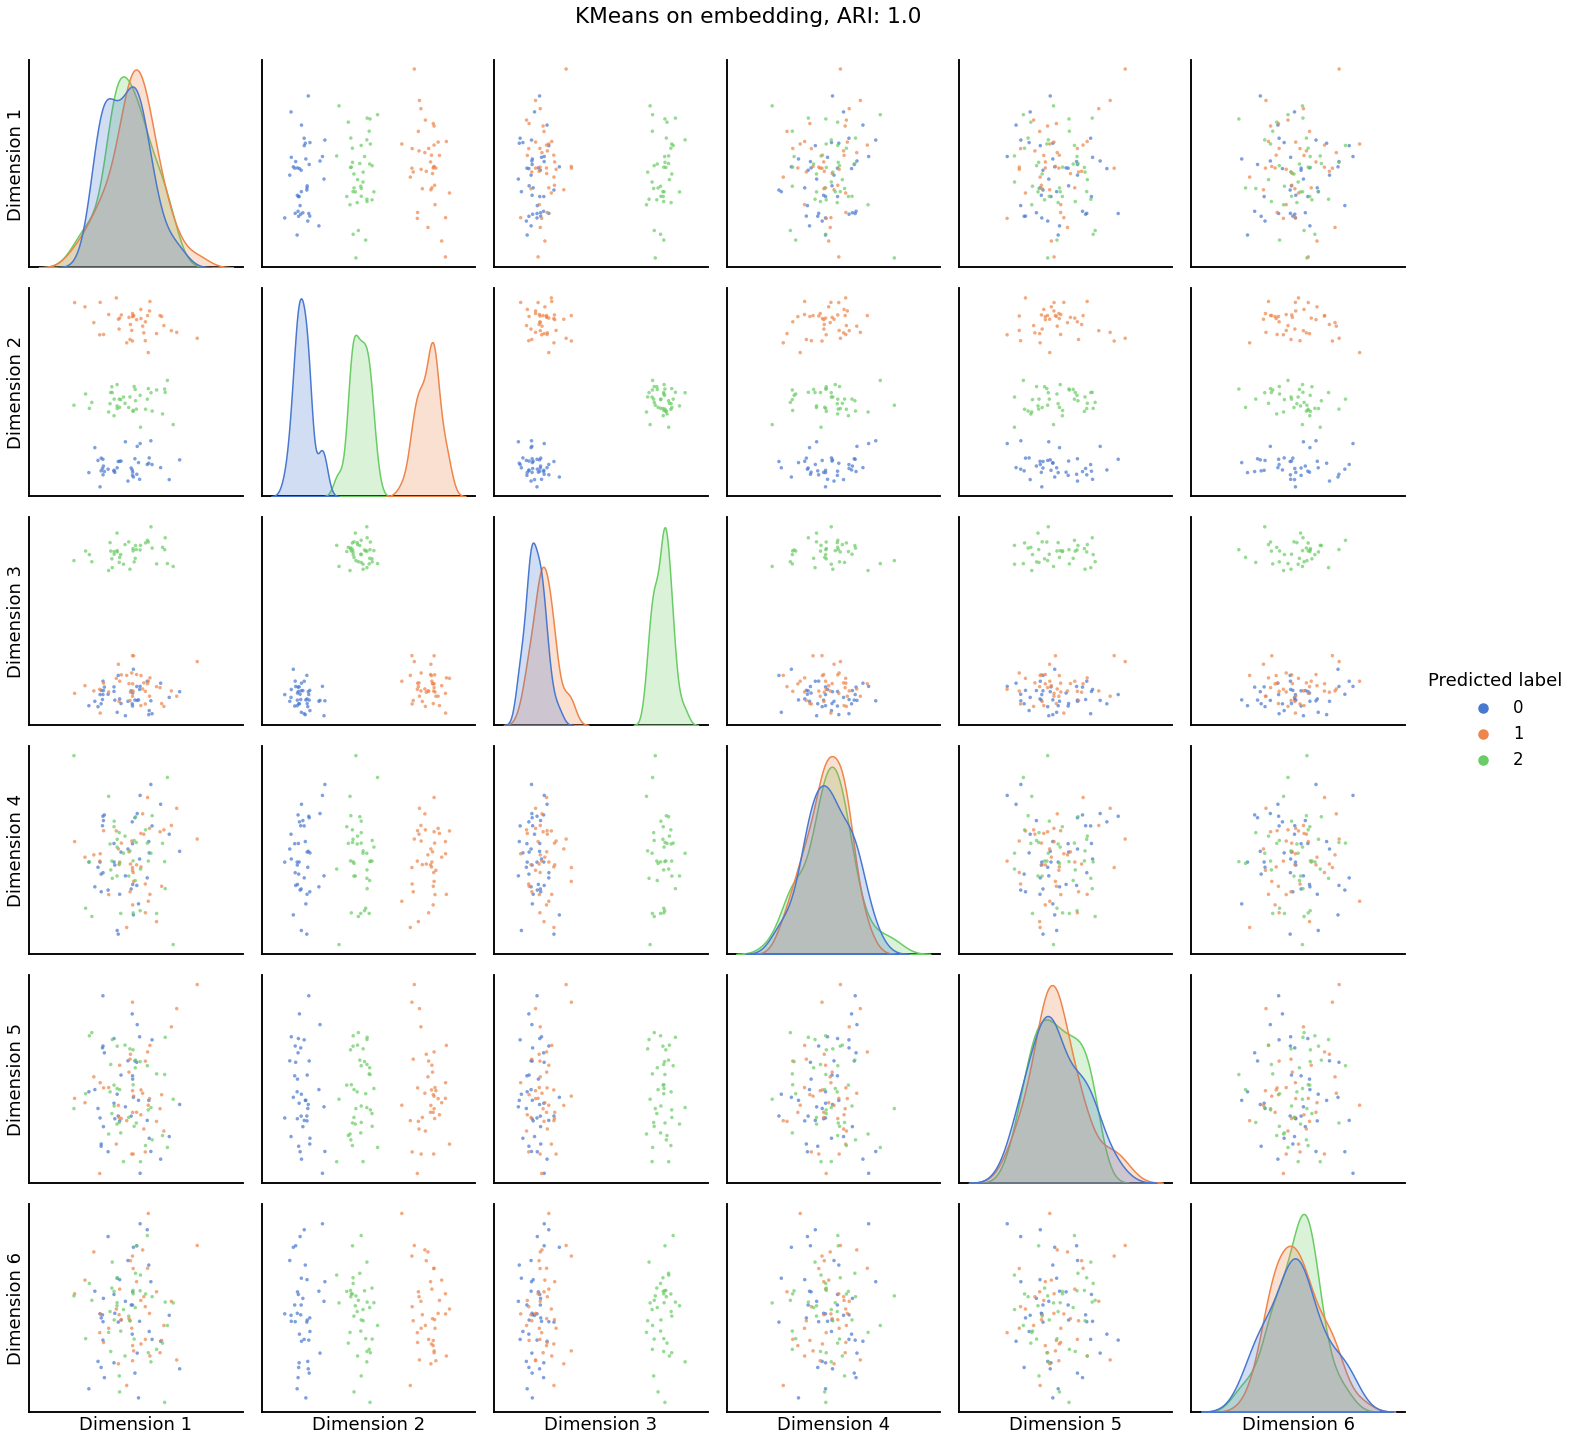 KMeans on embedding, ARI: 1.0
Dimension 1
Dimension 2
Dimension 3
Dimension 4
Dimension 5
Dimension 6
Predicted label
0
1
2
Dimension 1
Dimension 2
Dimension 3
Dimension 4
Dimension 5
Dimension 6